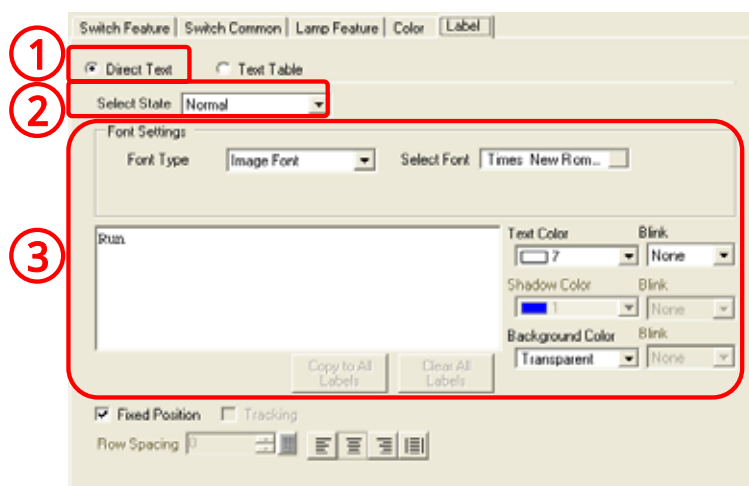 Switch Feature Switch Common Lamp Feature Color Label
1 Direct Text Text Table
2 Select State Normal
Font Settings
Font Type Image Font Select Font Times New Rom...
3
Run
Text Color Blink
7 None
Shadow Color Blink
1 None
Background Color Blink
Transparent None
Copy to All Labels Clear All Labels
Fixed Position Tracking
Row Spacing 0